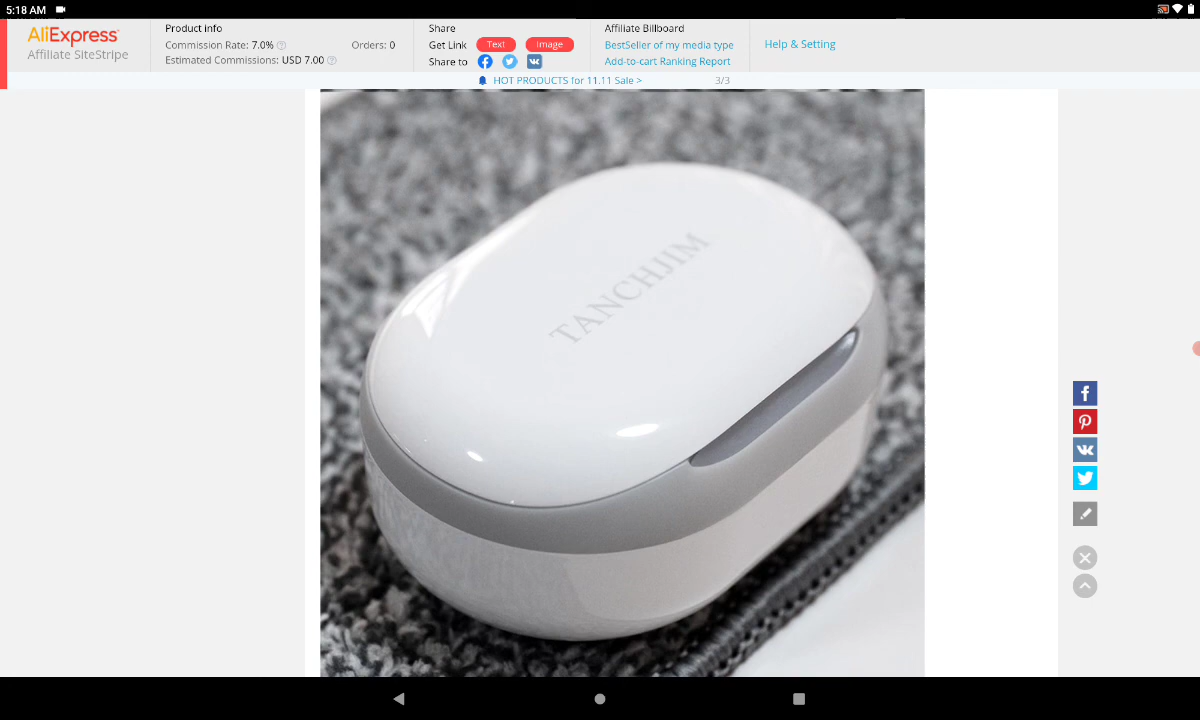 5:18 AM
AliExpress
Affiliate SiteStripe
Product info
Commission Rate: 7.0% ?
Orders: 0
Estimated Commissions: USD 7.00 ?
Share
Get Link Text Image
Share to
Affiliate Billboard
BestSeller of my media type
Add-to-cart Ranking Report
Help & Setting
HOT PRODUCTS for 11.11 Sale >
3/3
TANCHJIM